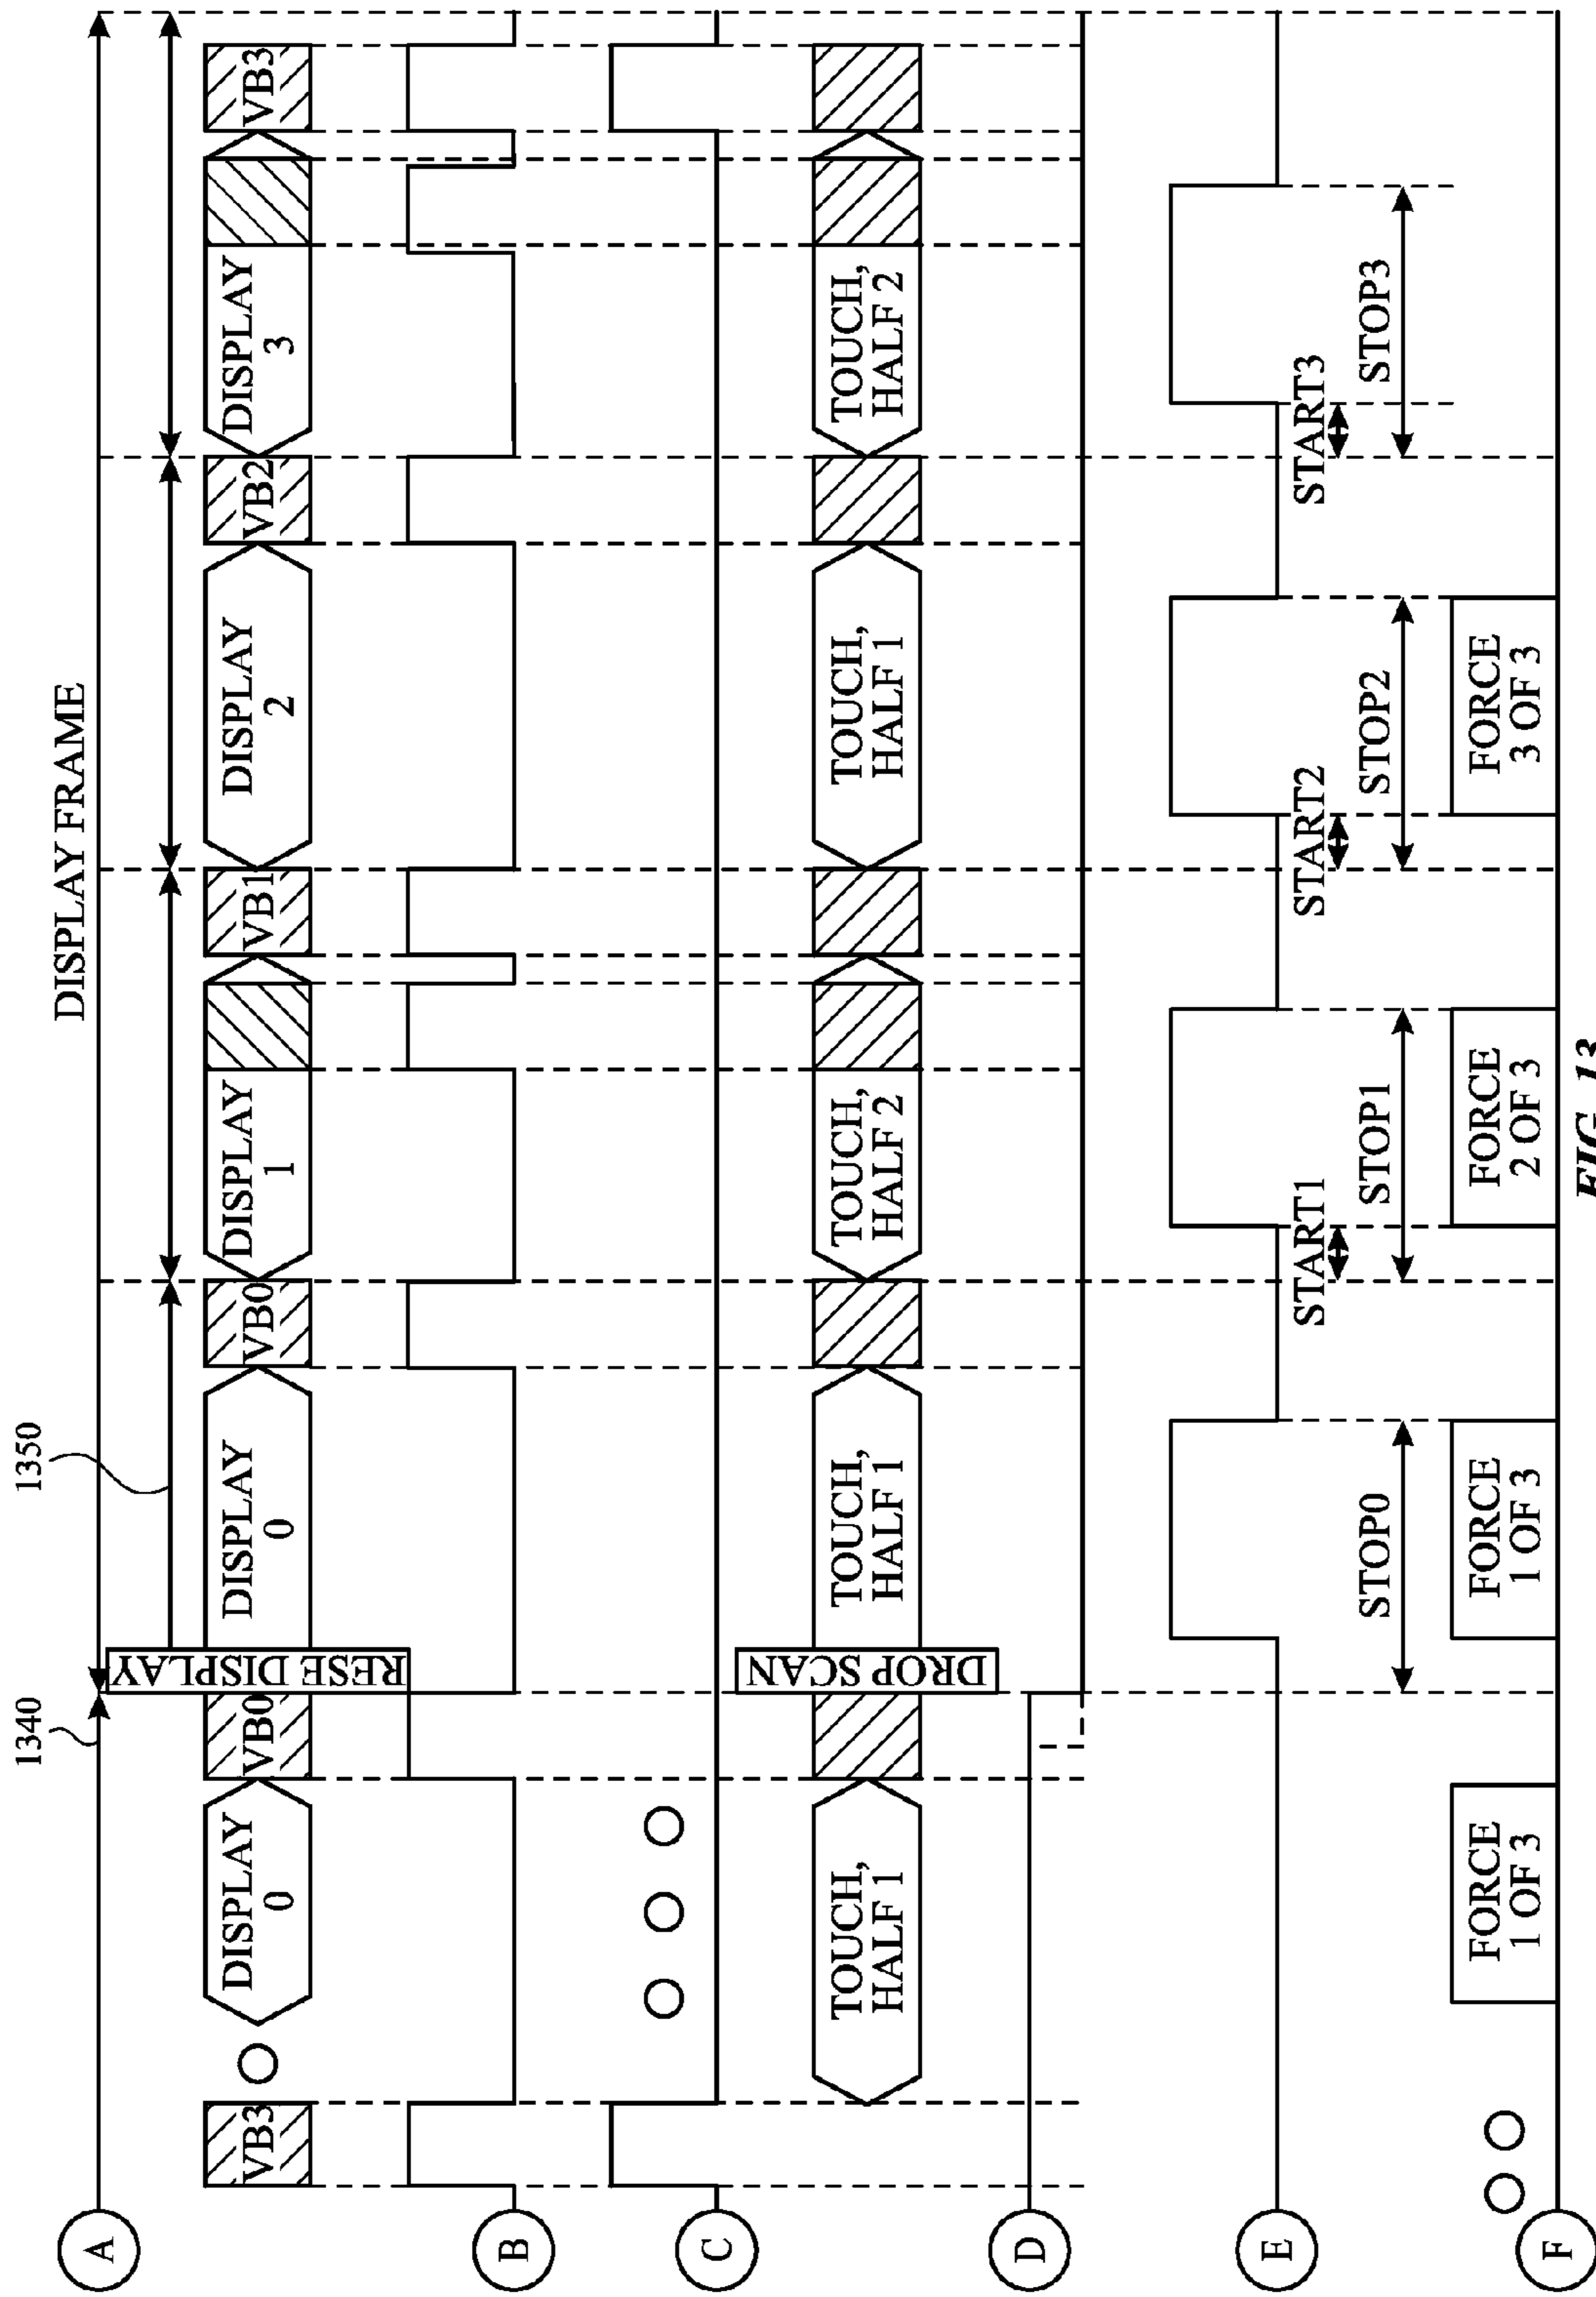 1340
1350
DISPLAY FRAME
A
VB3
DISPLAY
0
VB0
RESE DISPLAY
DISPLAY
0
VB0
DISPLAY
1
VB1
DISPLAY
2
VB2
DISPLAY
3
VB3
B
C
TOUCH,
HALF 1
DROP SCAN
TOUCH,
HALF 1
TOUCH,
HALF 2
TOUCH,
HALF 1
TOUCH,
HALF 2
D
E
START1
START2
START3
STOP0
STOP1
STOP2
STOP3
FORCE
1 OF 3
FORCE
1 OF 3
FORCE
2 OF 3
FORCE
3 OF 3
F
FIG. 13